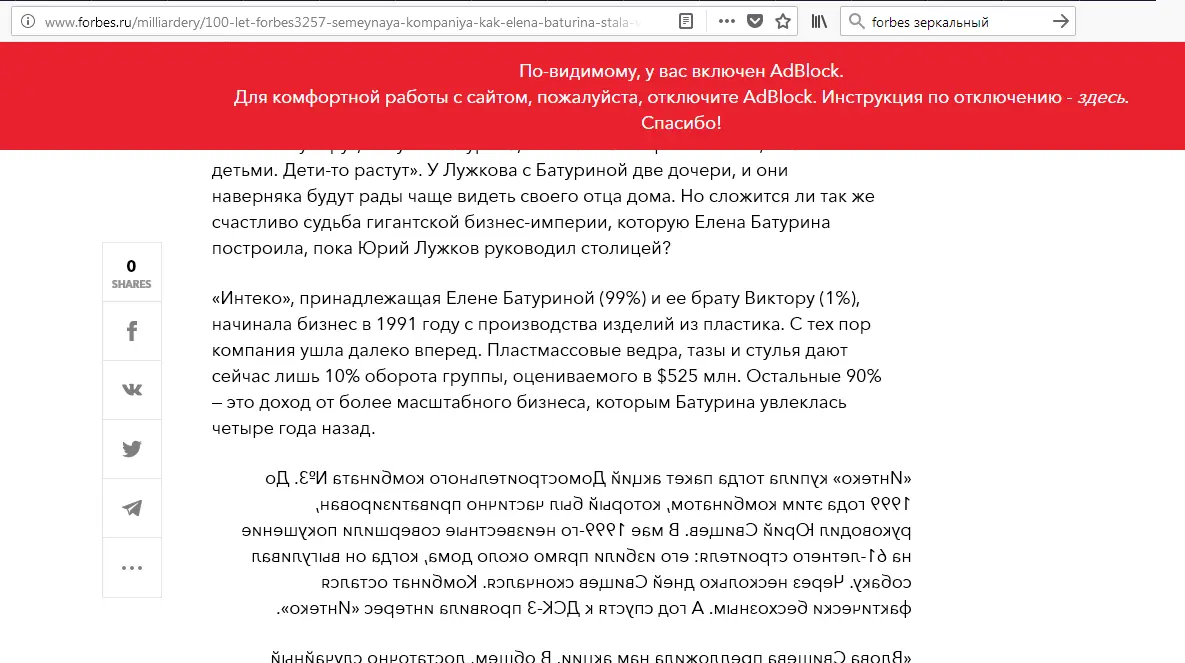 www.forbes.ru/milliardery/100-let-forbes3257-semeynaya-kompaniya-kak-elena-baturina-stala-
forbes зеркальный
По-видимому, у вас включен AdBlock.
Для комфортной работы с сайтом, пожалуйста, отключите AdBlock. Инструкция по отключению - здесь.
Спасибо!
детьми. Дети-то растут». У Лужкова с Батуриной две дочери, и они
наверняка будут рады чаще видеть своего отца дома. Но сложится ли так же
счастливо судьба гигантской бизнес-империи, которую Елена Батурина
построила, пока Юрий Лужков руководил столицей?
0
SHARES
«Интеко», принадлежащая Елене Батуриной (99%) и ее брату Виктору (1%),
начинала бизнес в 1991 году с производства изделий из пластика. С тех пор
компания ушла далеко вперед. Пластмассовые ведра, тазы и стулья дают
сейчас лишь 10% оборота группы, оцениваемого в $525 млн. Остальные 90%
– это доход от более масштабного бизнеса, которым Батурина увлеклась
четыре года назад.
«Интеко» купила тогда пакет акций Домостроительного комбината №3. До
1999 года этим комбинатом, который был частично приватизирован,
руководил Юрий Свищев. В мае 1999-го неизвестные совершили покушение
на 61-летнего строителя: его избили прямо около дома, когда он выгуливал
собаку. Через несколько дней Свищев скончался. Комбинат остался
фактически бесхозным. А год спустя к ДСК-3 проявила интерес «Интеко».
«Вдова Свищева предложила нам акции. В общем, достаточно случайный